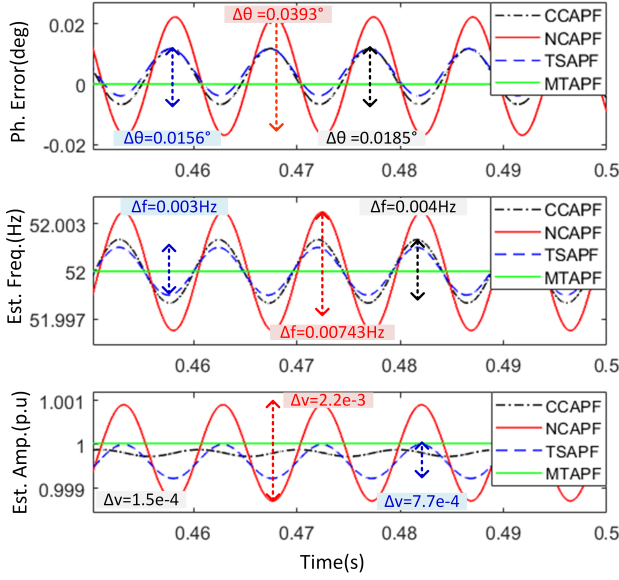 Ph. Error(deg)
0.02
0
-0.02
Δθ =0.0393°
Δθ =0.0156°
Δθ =0.0185°
CCAPF
NCAPF
TSAPF
MTAPF
0.46
0.47
0.48
0.49
0.5
Est. Freq.(Hz)
52.003
52
51.997
Δf=0.003Hz
Δf=0.004Hz
Δf=0.00743Hz
CCAPF
NCAPF
TSAPF
MTAPF
0.46
0.47
0.48
0.49
0.5
Est. Amp.(p.u)
1.001
1
0.999
Δv=2.2e-3
Δv=1.5e-4
Δv=7.7e-4
CCAPF
NCAPF
TSAPF
MTAPF
0.46
0.47
0.48
0.49
0.5
Time(s)